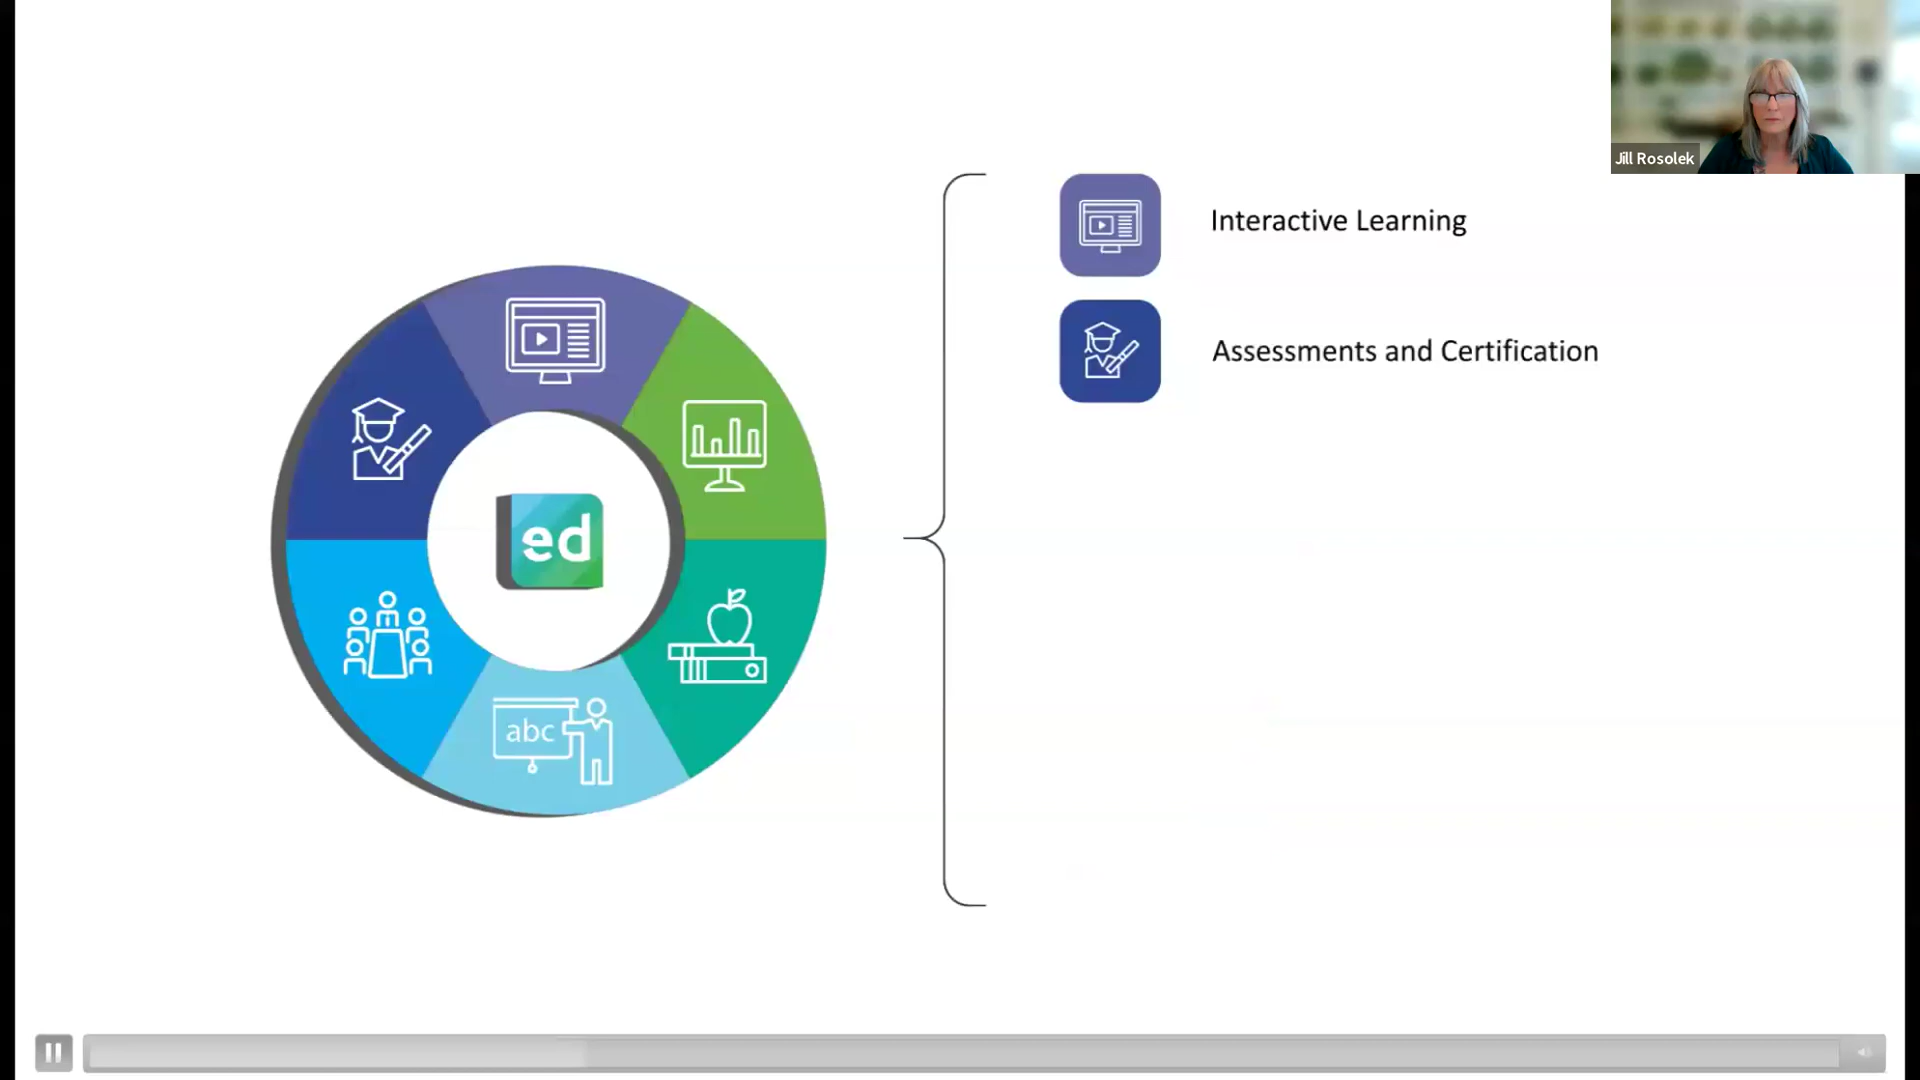 Jill Rosolek
Interactive Learning
Assessments and Certification
ed
abc